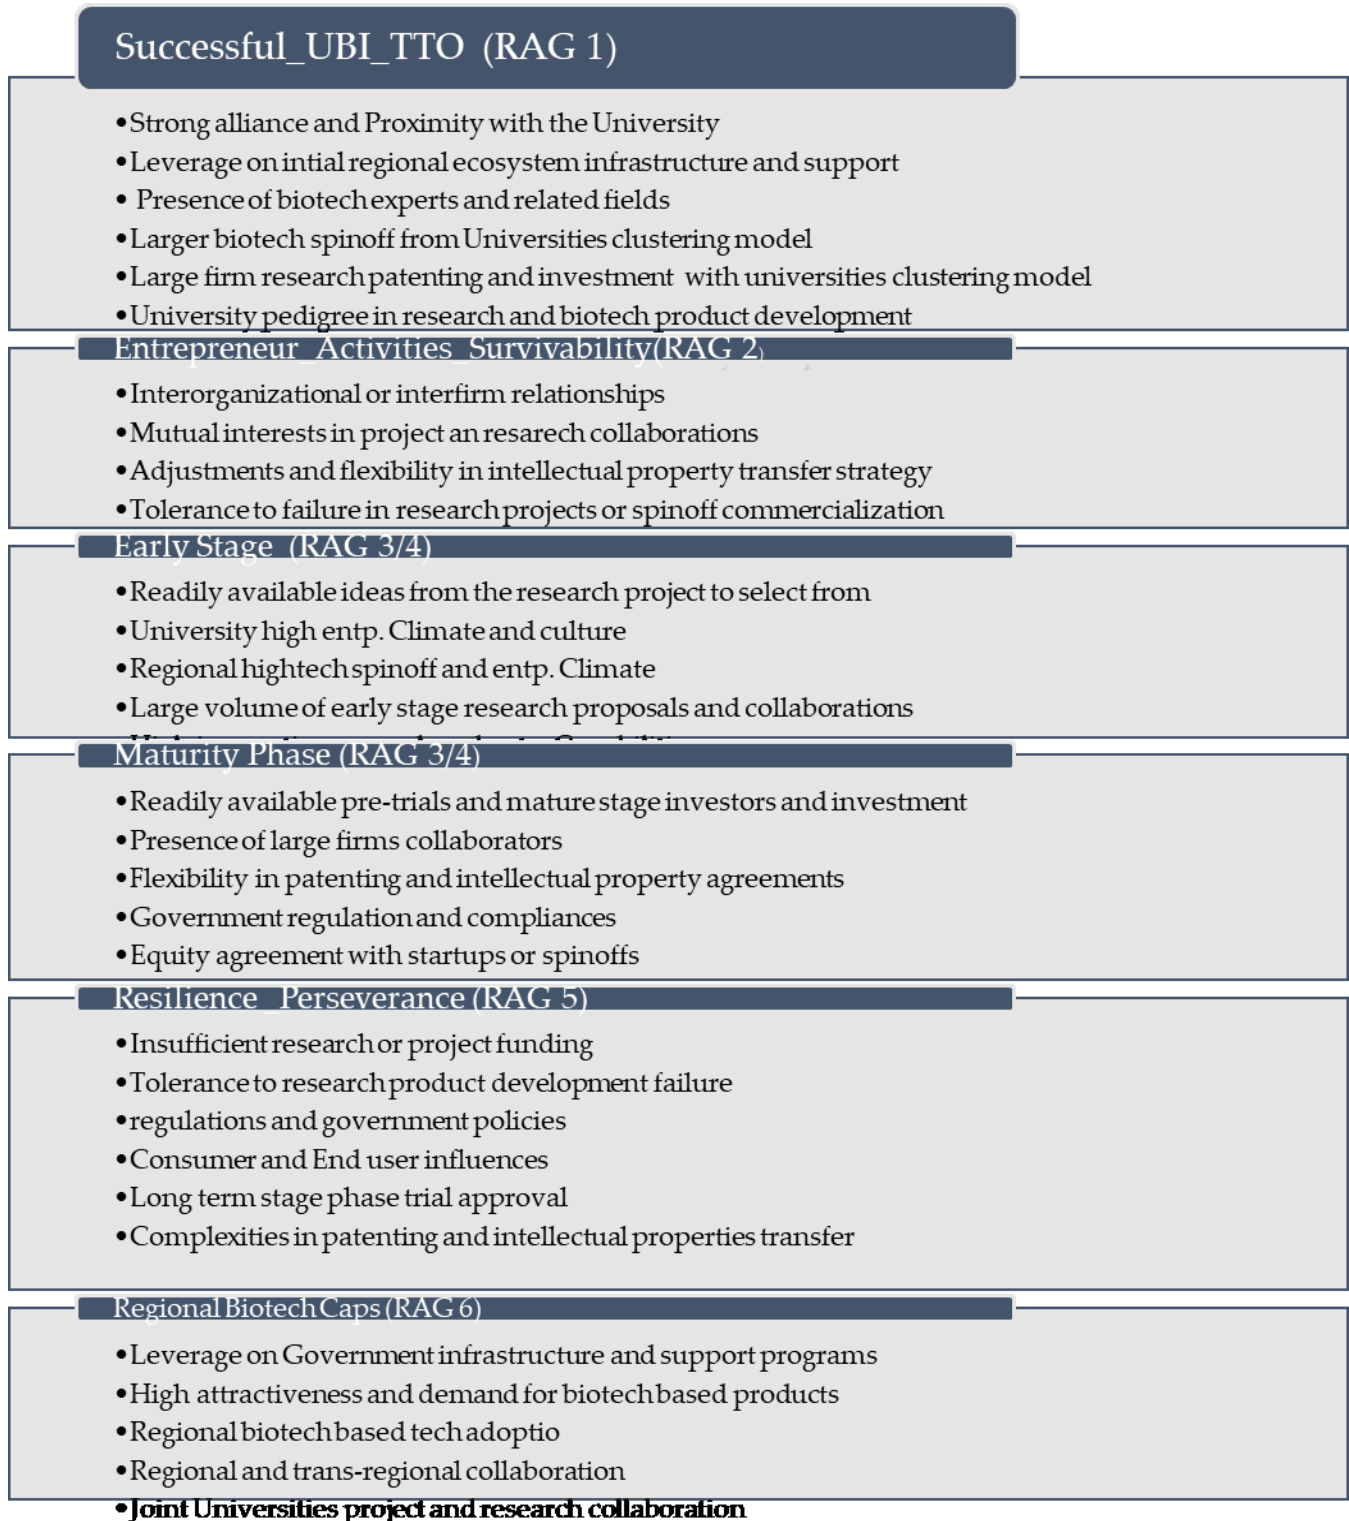 Successful_UBI_TTO (RAG 1)
•Strong alliance and Proximity with the University
•Leverage on intial regional ecosystem infrastructure and support
• Presence of biotech experts and related fields
•Larger biotech spinoff from Universities clustering model
•Large firm research patenting and investment with universities clustering model
•University pedigree in research and biotech product development
Entrepreneur_Activities_Survivability(RAG 2)
•Interorganizational or interfirm relationships
•Mutual interests in project an resarech collaborations
•Adjustments and flexibility in intellectual property transfer strategy
•Tolerance to failure in research projects or spinoff commercialization
Early Stage (RAG 3/4)
•Readily available ideas from the research project to select from
•University high entp. Climate and culture
•Regional hightech spinoff and entp. Climate
•Large volume of early stage research proposals and collaborations
Maturity Phase (RAG 3/4)
•Readily available pre-trials and mature stage investors and investment
•Presence of large firms collaborators
•Flexibility in patenting and intellectual property agreements
•Government regulation and compliances
•Equity agreement with startups or spinoffs
Resilience_Perseverance (RAG 5)
•Insufficient research or project funding
•Tolerance to research product development failure
•regulations and government policies
•Consumer and End user influences
•Long term stage phase trial approval
•Complexities in patenting and intellectual properties transfer
Regional Biotech Caps (RAG 6)
•Leverage on Government infrastructure and support programs
•High attractiveness and demand for biotech based products
•Regional biotech based tech adoptio
•Regional and trans-regional collaboration
•Joint Universities project and research collaboration